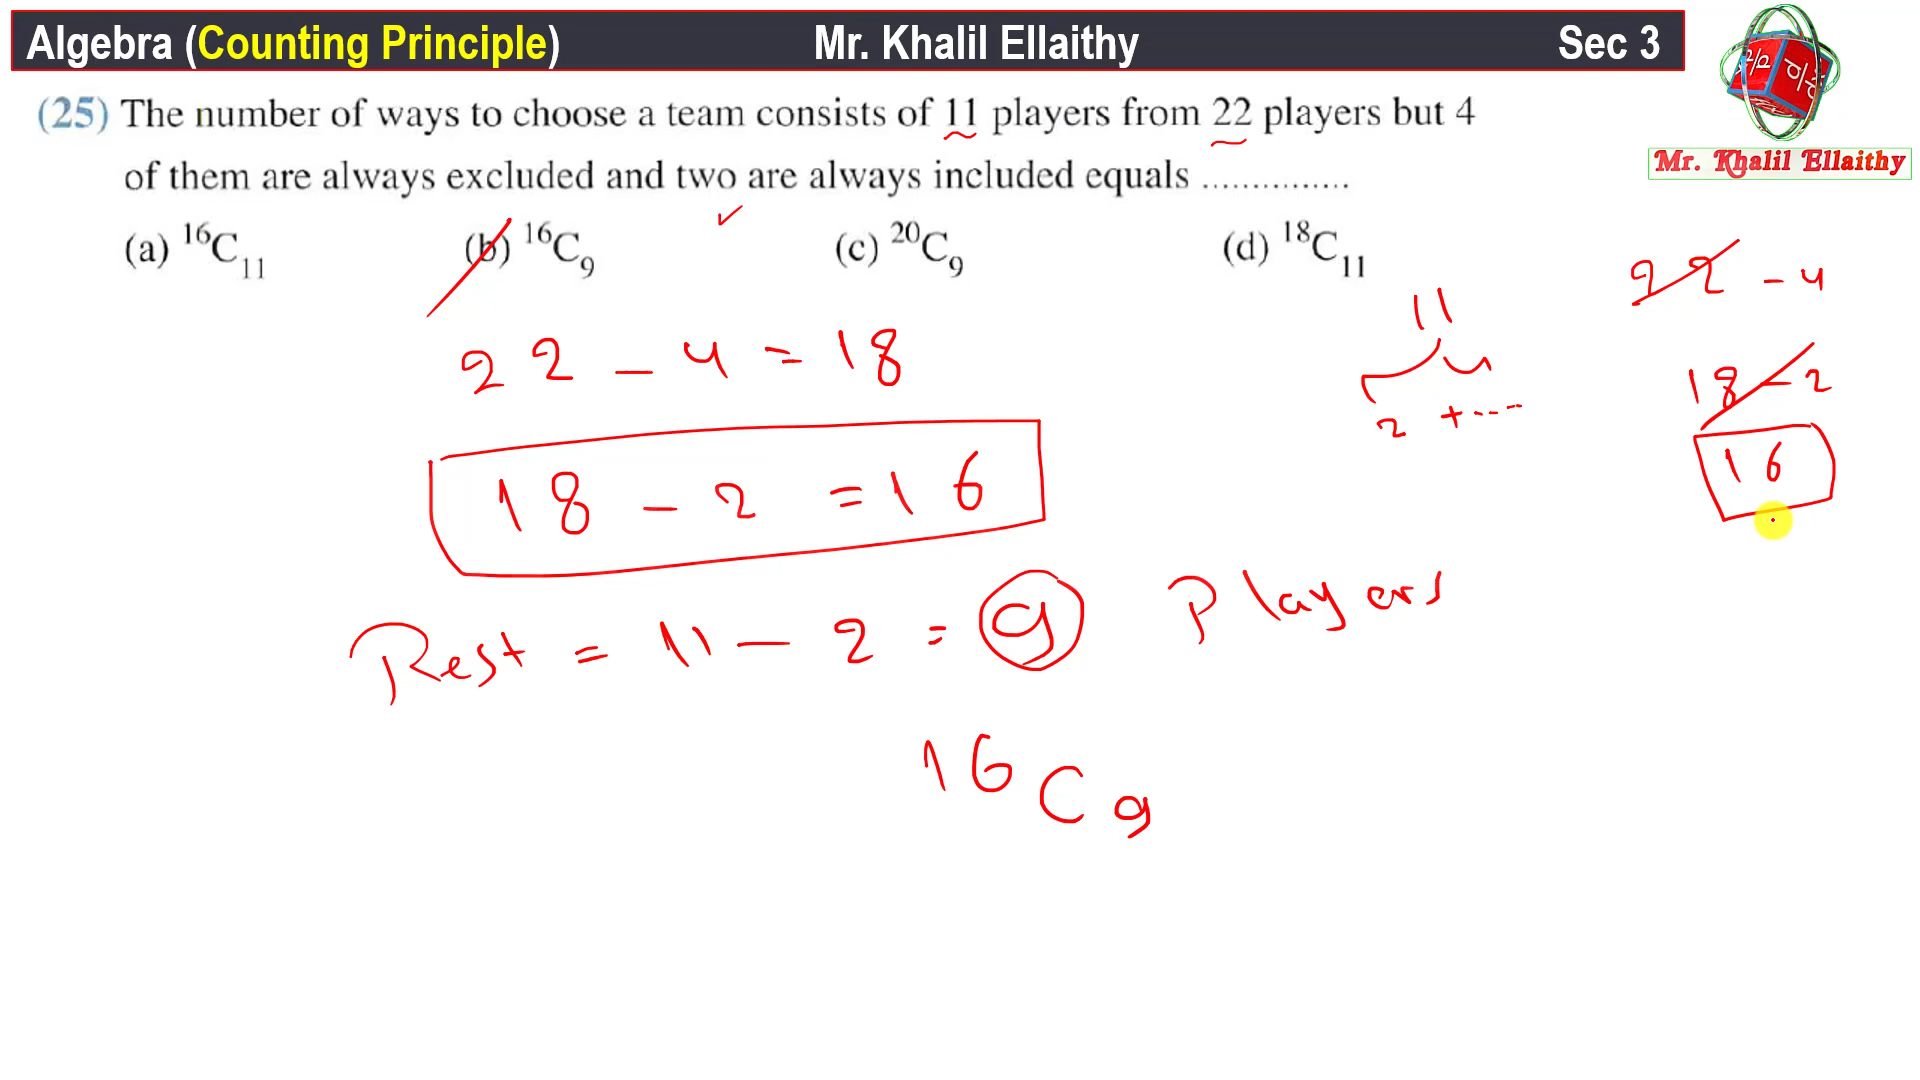 Algebra (Counting Principle) Mr. Khalil Ellaithy Sec 3
Mr. Khalil Ellaithy
(25) The number of ways to choose a team consists of 11 players from 22 players but 4
of them are always excluded and two are always included equals ...............
(a) ¹⁶C₁₁ (b) ¹⁶C₉ (c) ²⁰C₉ (d) ¹⁸C₁₁
22 - 4
11
22 - 4 = 18
18 - 2
2 + ....
16
18 - 2 = 16
Rest = 11 - 2 = 9 Players
¹⁶C₉